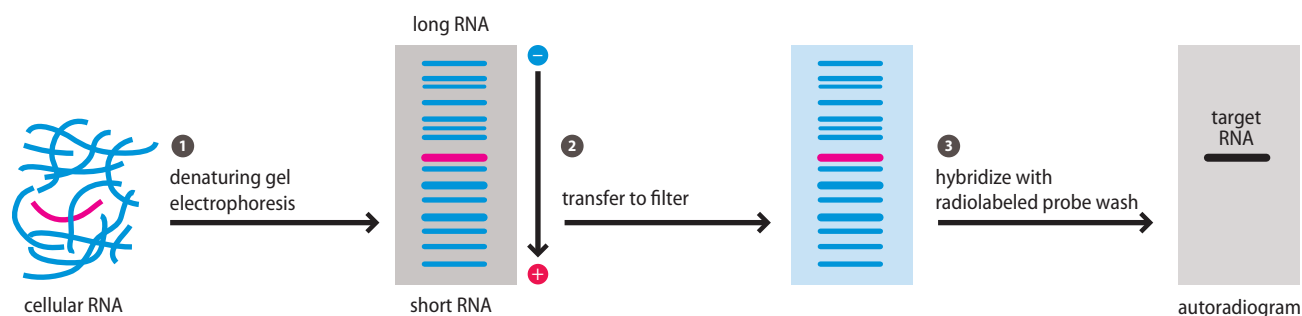 long RNA
−
1
denaturing gel
electrophoresis
cellular RNA
+
short RNA
2
transfer to filter
3
hybridize with
radiolabeled probe wash
target
RNA
autoradiogram